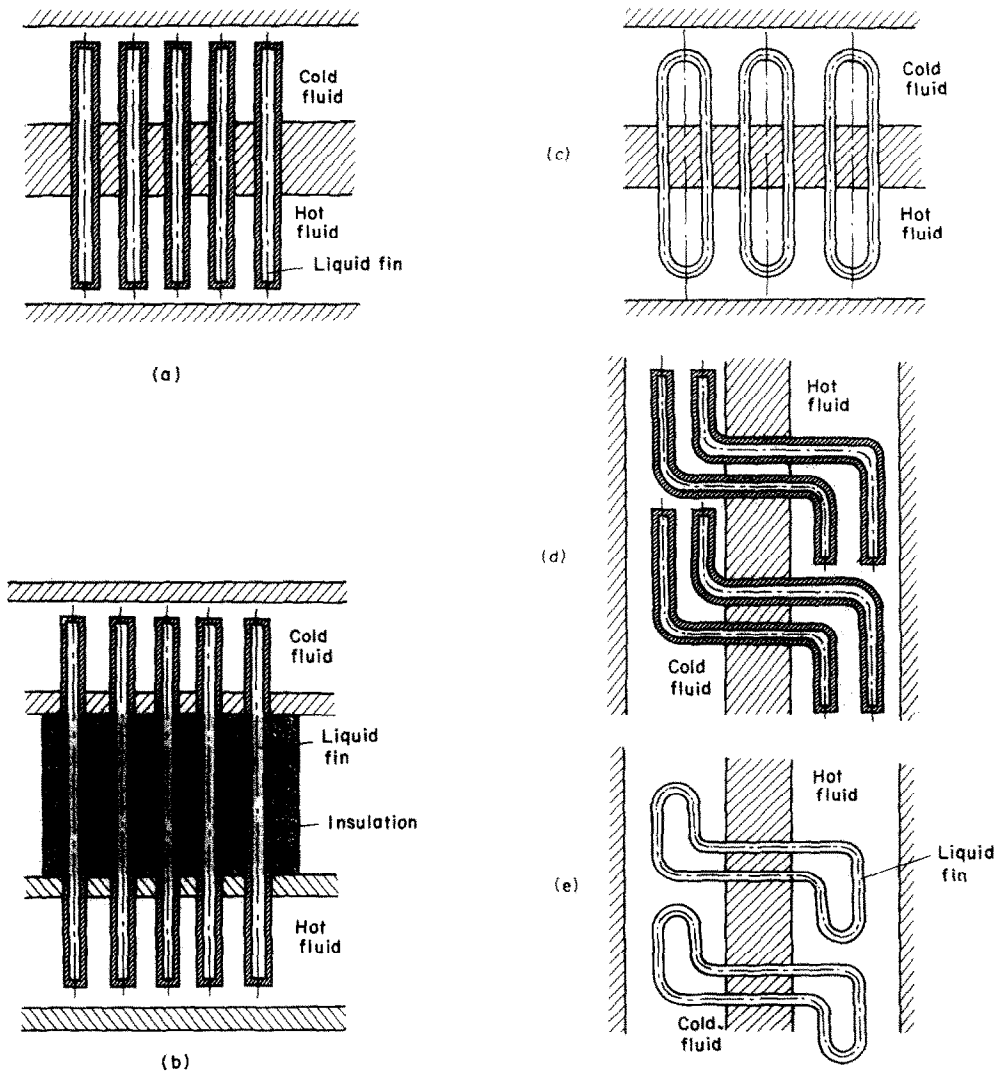 Cold
fluid
Hot
fluid
Liquid fin
(a)
Cold
fluid
Liquid
fin
Insulation
Hot
fluid
(b)
Cold
fluid
(c)
Hot
fluid
Hot
fluid
(d)
Cold
fluid
Hot
fluid
Liquid
fin
(e)
Cold
fluid